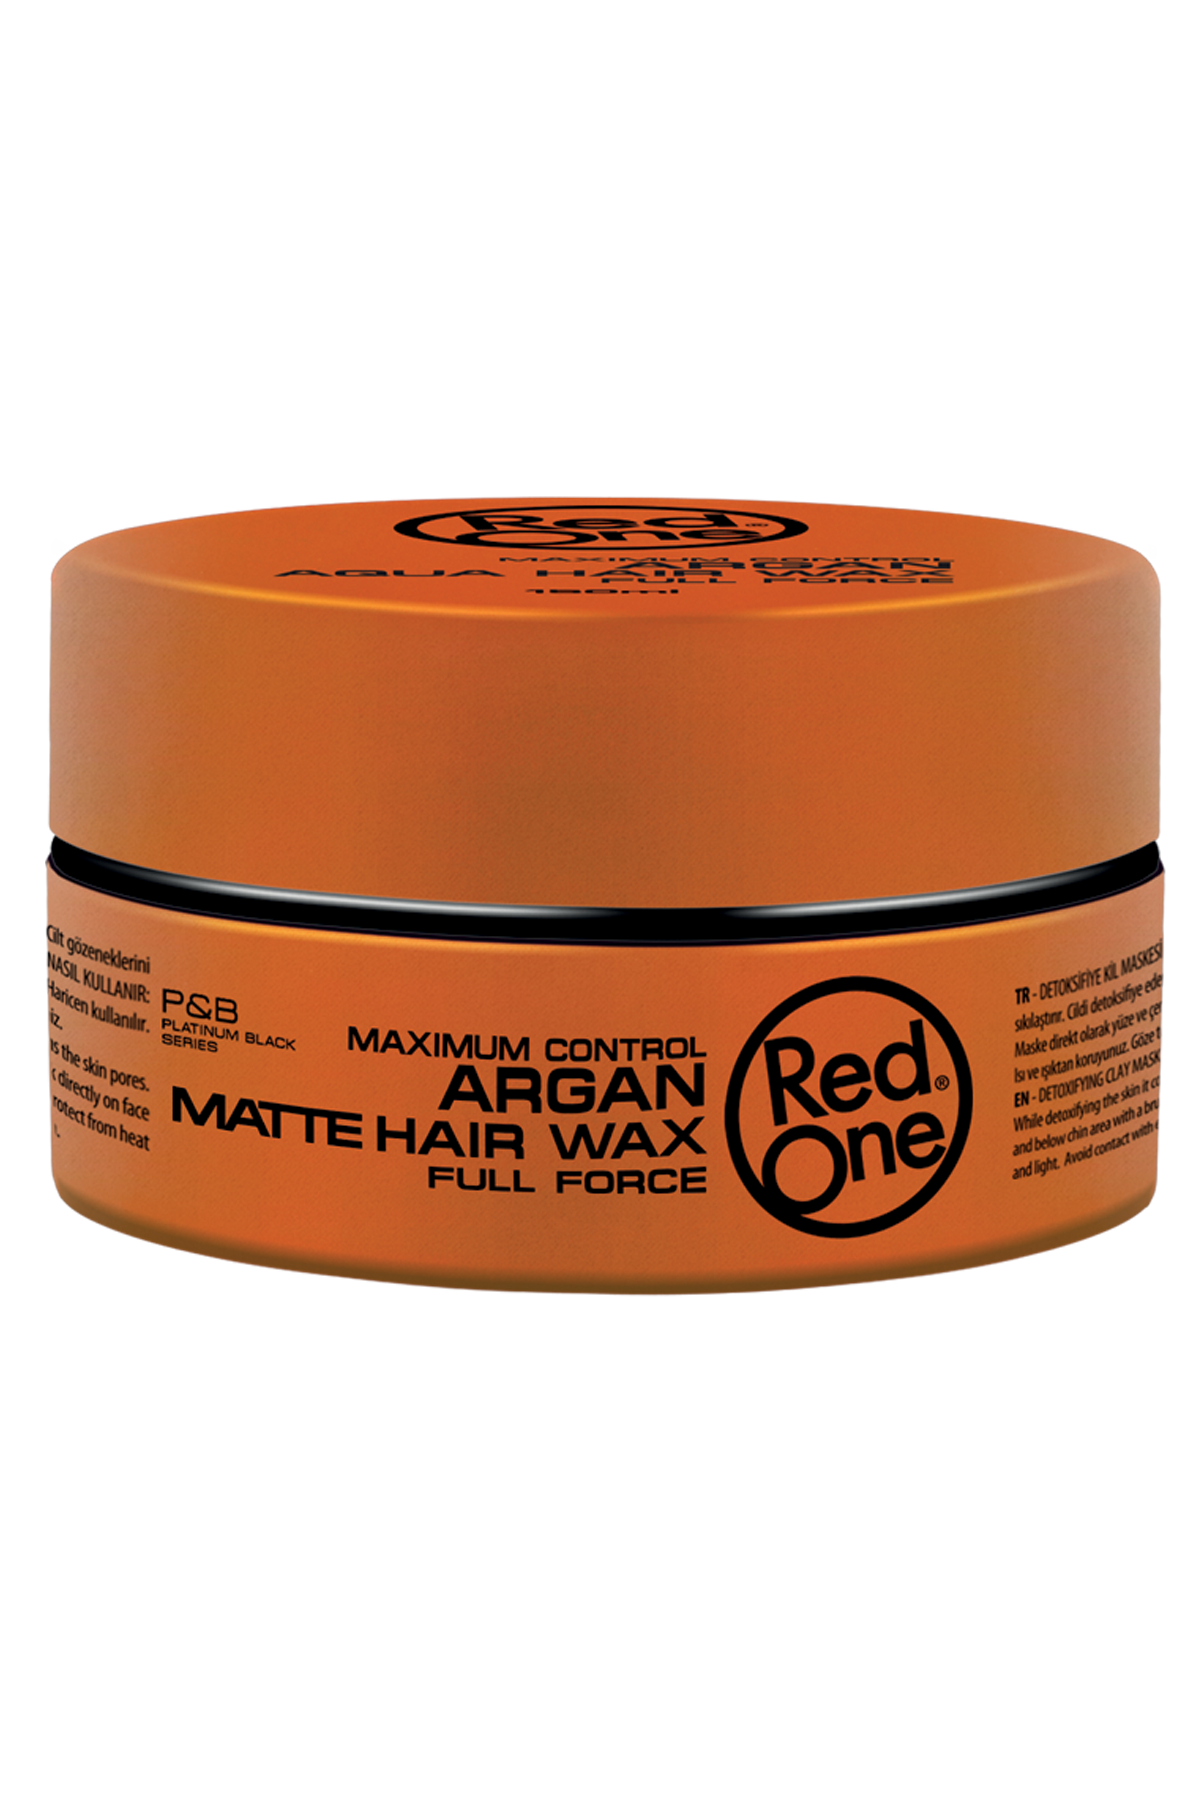 Red
One®
MAXIMUM CONTROL
ARGAN
AQUA HAIR WAX
FULL FORCE
150ml
Cilt gözeneklerini
NASIL KULLANIR:
Haricen kullanılır.
iz.
s the skin pores.
directly on face
rotect from heat
P&B
PLATINUM BLACK
SERIES
MAXIMUM CONTROL
ARGAN
MATTE HAIR WAX
FULL FORCE
Red
One®
TR - DETOKSİFİYE KİL MASKESİ
sıkılaştırır. Cildi detoksifiye ede
Maske direkt olarak yüze ve çe
Isı ve ışıktan koruyunuz. Göze t
EN - DETOXIFYING CLAY MASK
While detoxifying the skin it co
and below chin area with a bru
and light. Avoid contact with e